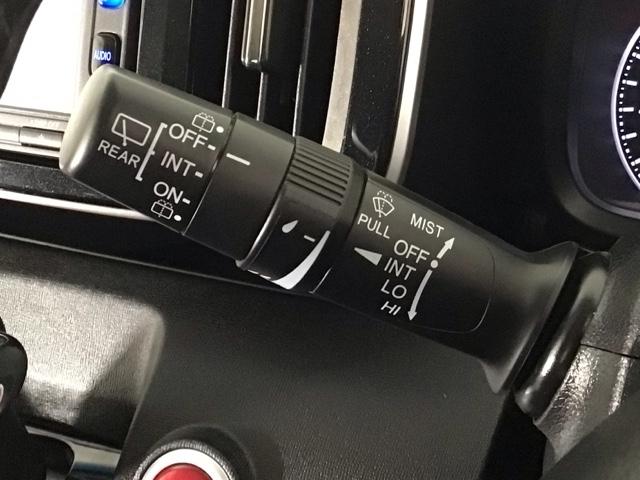 AUDIO
REAR
OFF
INT
ON
PULL
MIST
OFF
INT
LO
HI